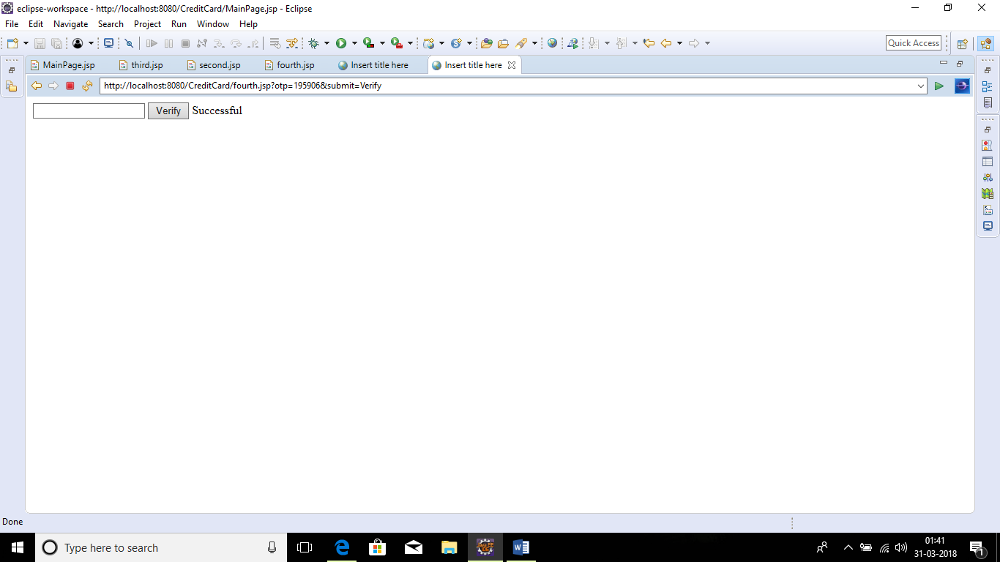 eclipse-workspace - http://localhost:8080/CreditCard/MainPage.jsp - Eclipse
File Edit Navigate Search Project Run Window Help
Quick Access
MainPage.jsp third.jsp second.jsp fourth.jsp Insert title here Insert title here
http://localhost:8080/CreditCard/fourth.jsp?otp=195906&submit=Verify
Verify Successful
Done
Type here to search
01:41
31-03-2018
1